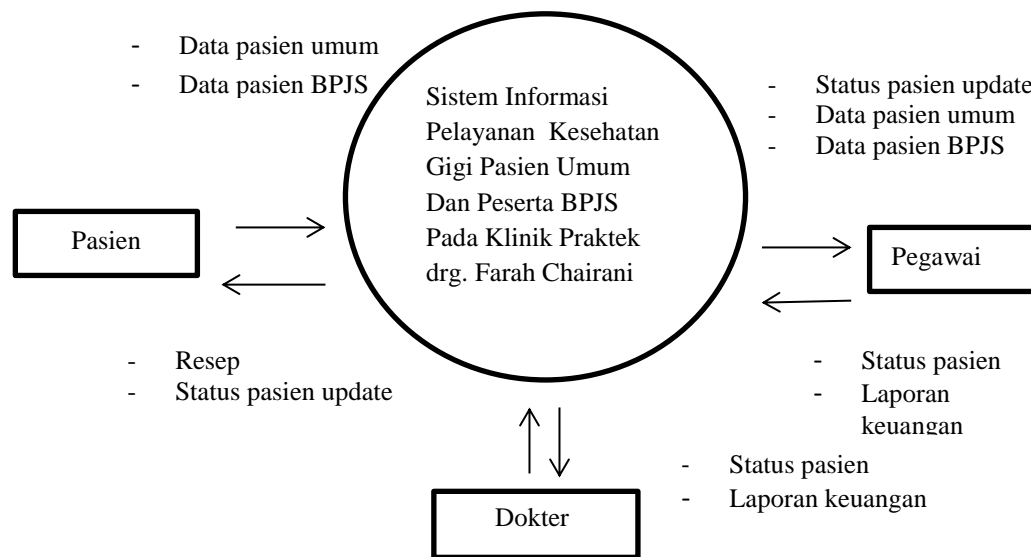 - Data pasien umum
- Data pasien BPJS
Sistem Informasi
Pelayanan Kesehatan
Gigi Pasien Umum
Dan Peserta BPJS
Pada Klinik Praktek
drg. Farah Chairani
- Status pasien update
- Data pasien umum
- Data pasien BPJS
Pasien
Pegawai
- Resep
- Status pasien update
- Status pasien
- Laporan
keuangan
- Status pasien
- Laporan keuangan
Dokter